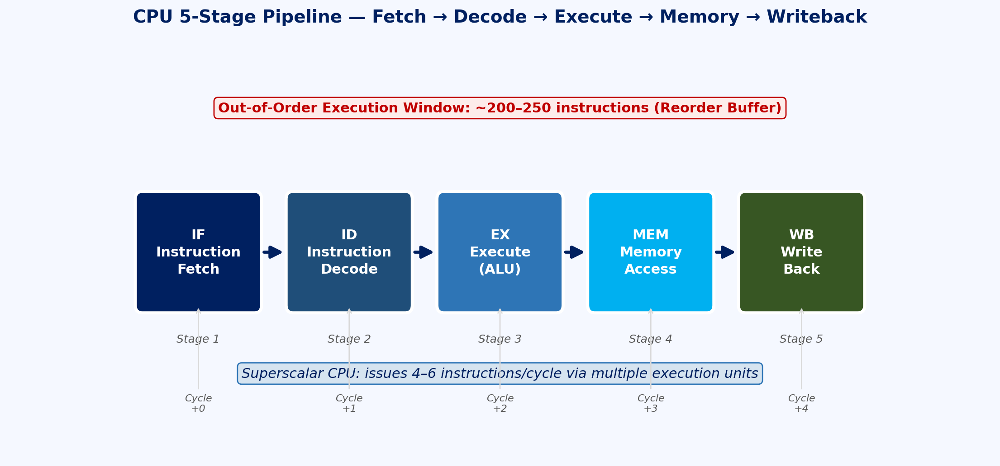 CPU 5-Stage Pipeline — Fetch → Decode → Execute → Memory → Writeback
Out-of-Order Execution Window: ~200–250 instructions (Reorder Buffer)
IF
Instruction
Fetch
ID
Instruction
Decode
EX
Execute
(ALU)
MEM
Memory
Access
WB
Write
Back
Stage 1
Stage 2
Stage 3
Stage 4
Stage 5
Superscalar CPU: issues 4–6 instructions/cycle via multiple execution units
Cycle
+0
Cycle
+1
Cycle
+2
Cycle
+3
Cycle
+4